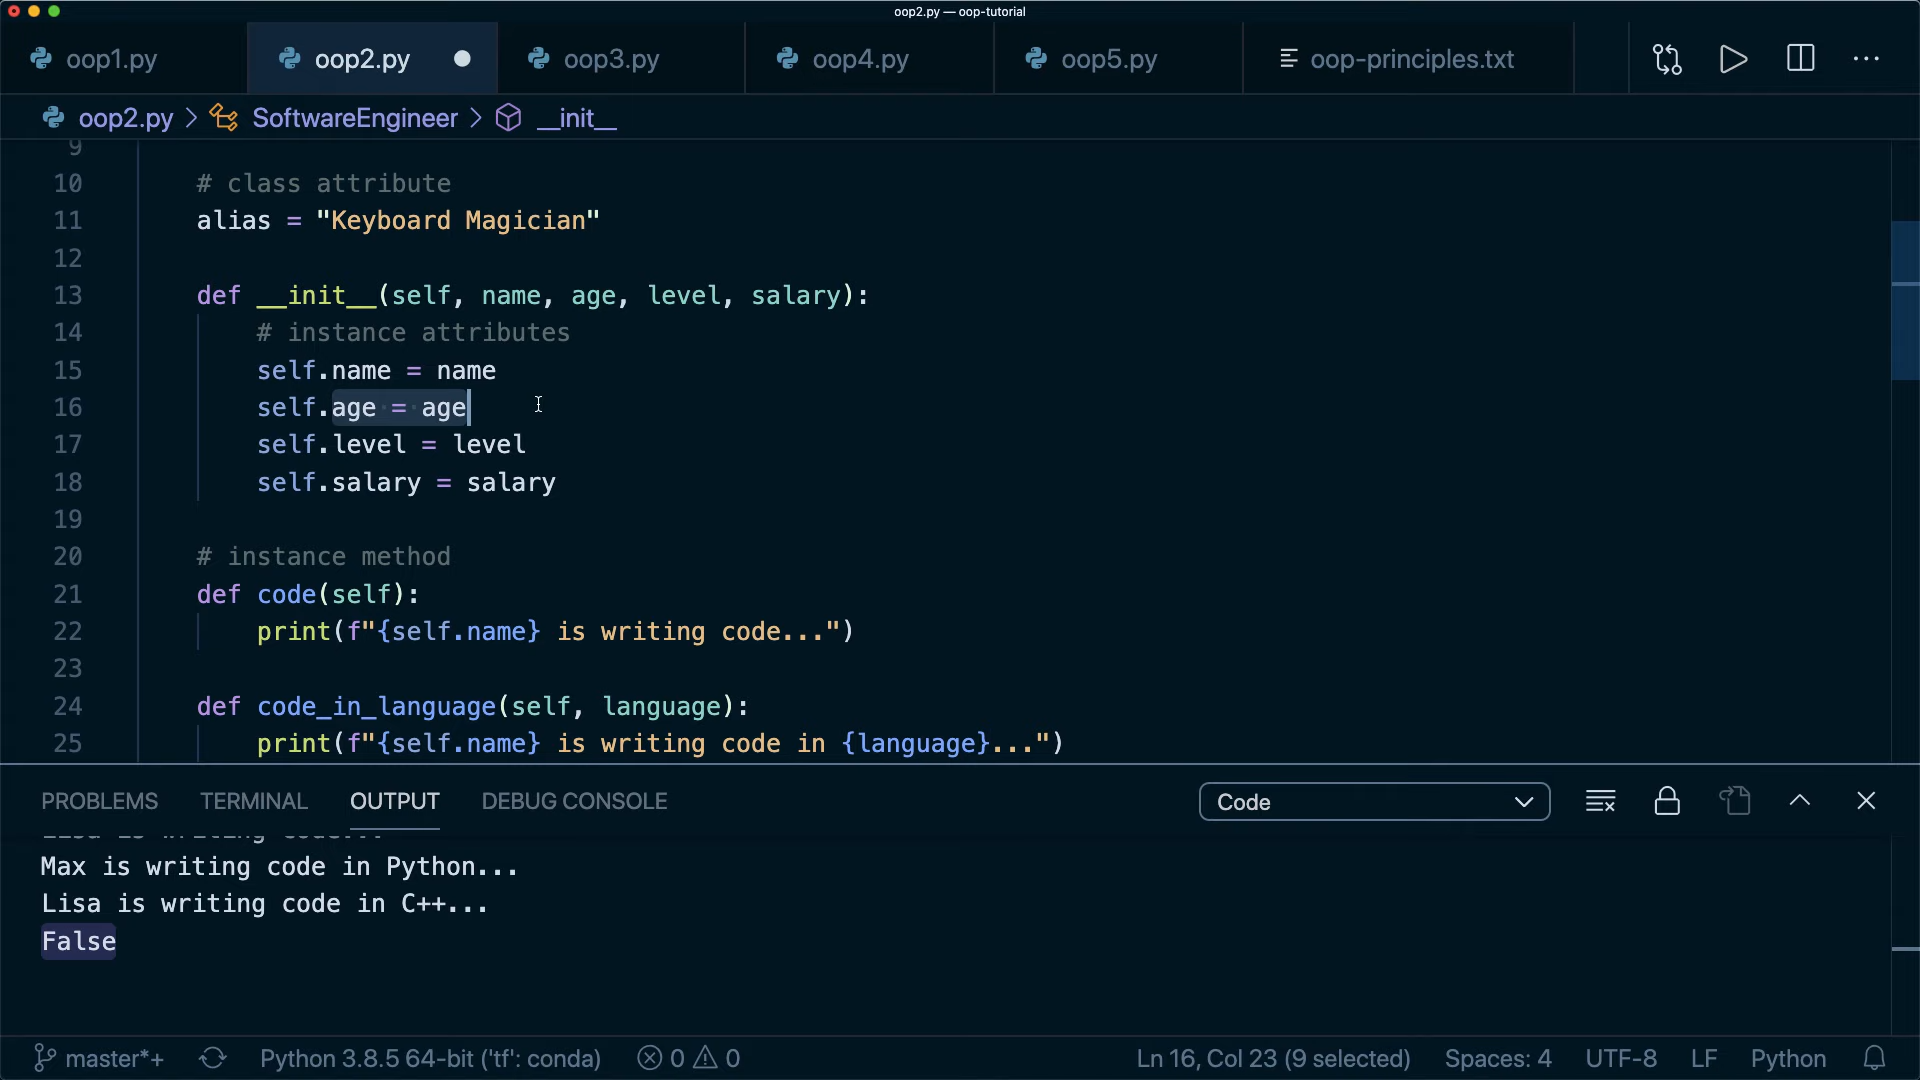 oop2.py — oop-tutorial
oop1.py
oop2.py
oop3.py
oop4.py
oop5.py
oop-principles.txt
oop2.py > SoftwareEngineer > __init__
9
10 # class attribute
11 alias = "Keyboard Magician"
12
13 def __init__(self, name, age, level, salary):
14 # instance attributes
15 self.name = name
16 self.age = age
17 self.level = level
18 self.salary = salary
19
20 # instance method
21 def code(self):
22 print(f"{self.name} is writing code...")
23
24 def code_in_language(self, language):
25 print(f"{self.name} is writing code in {language}...")
PROBLEMS TERMINAL OUTPUT DEBUG CONSOLE
Code
Lisa is writing code...
Max is writing code in Python...
Lisa is writing code in C++...
False
master*+ Python 3.8.5 64-bit ('tf': conda) 0 0 Ln 16, Col 23 (9 selected) Spaces: 4 UTF-8 LF Python